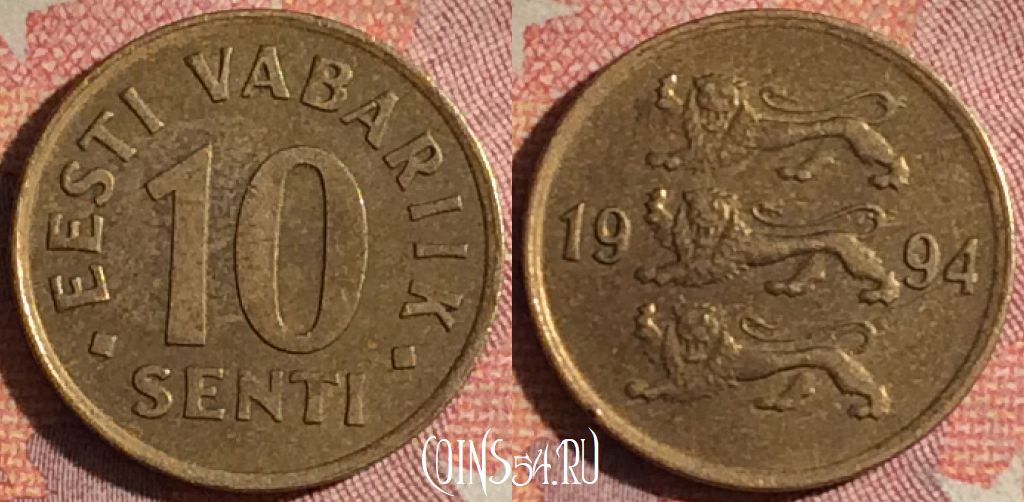 · EESTI VABARIIK ·
10
SENTI
19 94
COINS54.RU